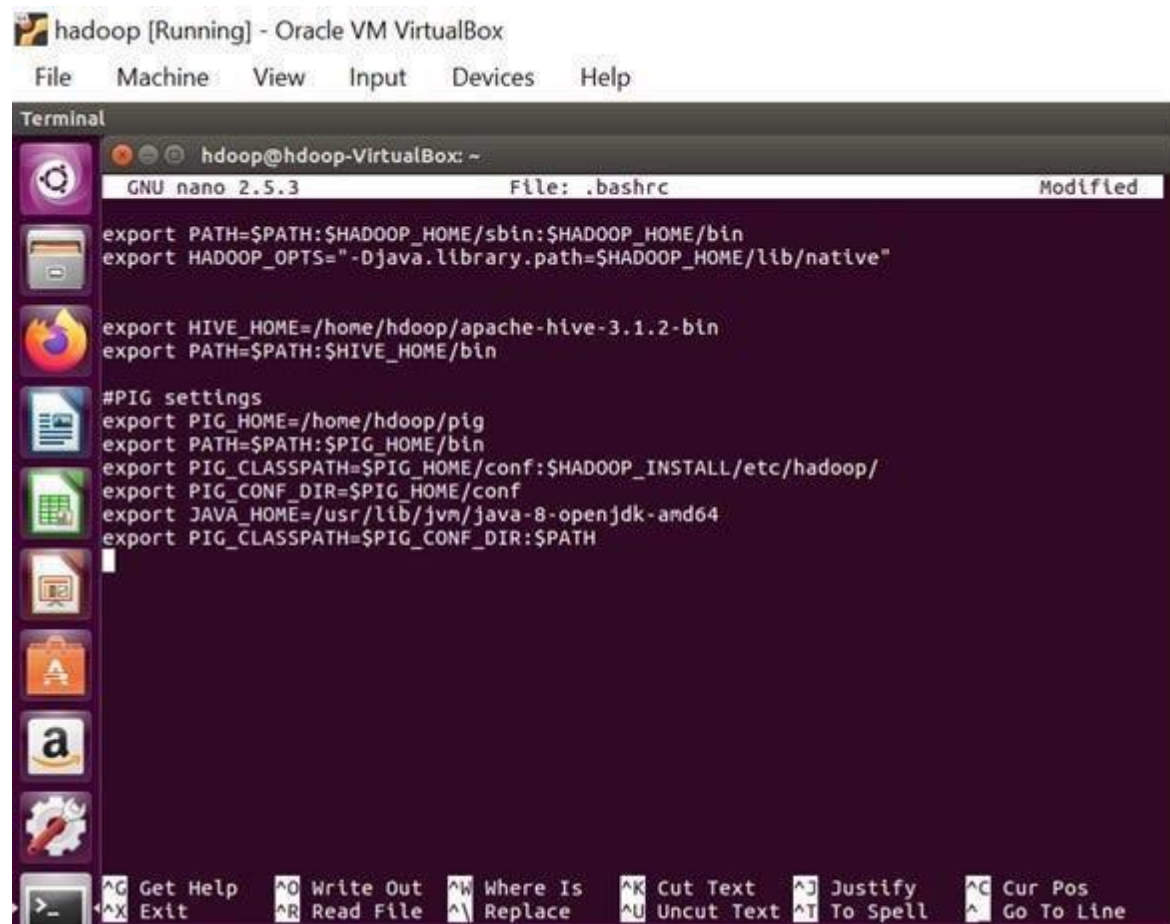 hadoop [Running] - Oracle VM VirtualBox
File Machine View Input Devices Help
Terminal
hdoop@hdoop-VirtualBox: ~
GNU nano 2.5.3 File: .bashrc Modified
export PATH=$PATH:$HADOOP_HOME/sbin:$HADOOP_HOME/bin
export HADOOP_OPTS="-Djava.library.path=$HADOOP_HOME/lib/native"
export HIVE_HOME=/home/hdoop/apache-hive-3.1.2-bin
export PATH=$PATH:$HIVE_HOME/bin
#PIG settings
export PIG_HOME=/home/hdoop/pig
export PATH=$PATH:$PIG_HOME/bin
export PIG_CLASSPATH=$PIG_HOME/conf:$HADOOP_INSTALL/etc/hadoop/
export PIG_CONF_DIR=$PIG_HOME/conf
export JAVA_HOME=/usr/lib/jvm/java-8-openjdk-amd64
export PIG_CLASSPATH=$PIG_CONF_DIR:$PATH
^G Get Help ^O Write Out ^W Where Is ^K Cut Text ^J Justify ^C Cur Pos
^X Exit ^R Read File ^\ Replace ^U Uncut Text ^T To Spell ^_ Go To Line